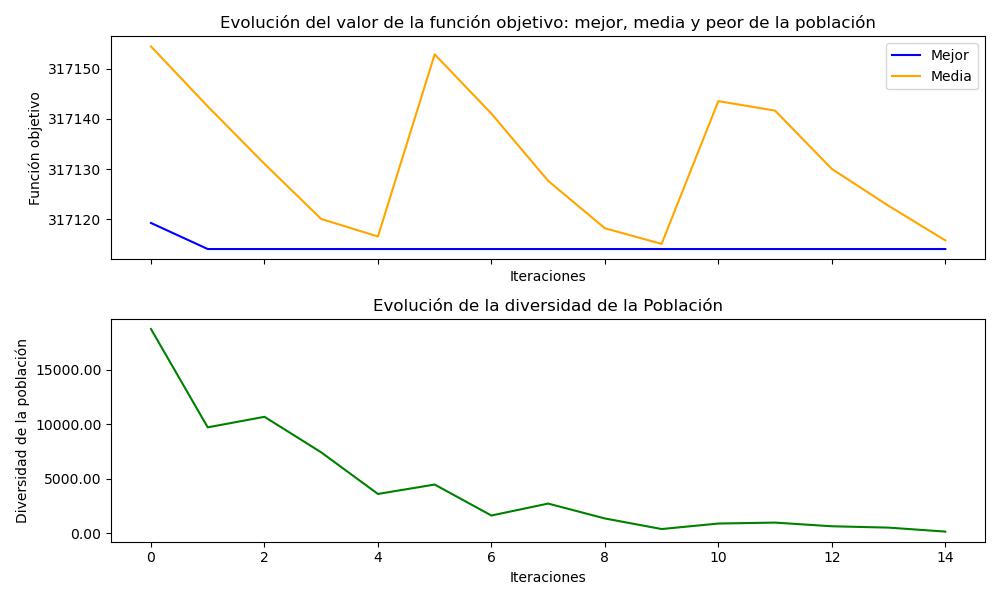 Evolución del valor de la función objetivo: mejor, media y peor de la población
Función objetivo
317150
317140
317130
317120
Mejor
Media
Iteraciones
Evolución de la diversidad de la Población
Diversidad de la población
15000.00
10000.00
5000.00
0.00
0 2 4 6 8 10 12 14
Iteraciones